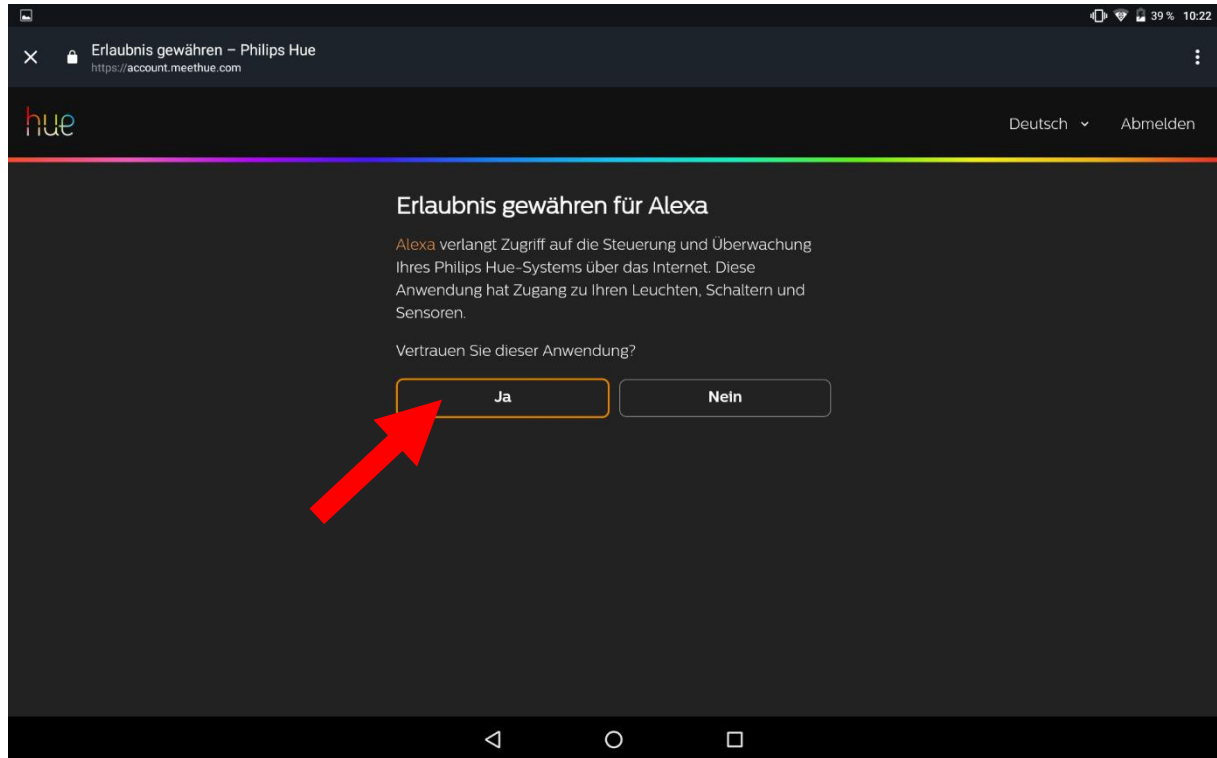 39 % 10:22
Erlaubnis gewähren – Philips Hue
https://account.meethue.com
hue
Deutsch Abmelden
Erlaubnis gewähren für Alexa
Alexa verlangt Zugriff auf die Steuerung und Überwachung
Ihres Philips Hue-Systems über das Internet. Diese
Anwendung hat Zugang zu Ihren Leuchten, Schaltern und
Sensoren.
Vertrauen Sie dieser Anwendung?
Ja Nein